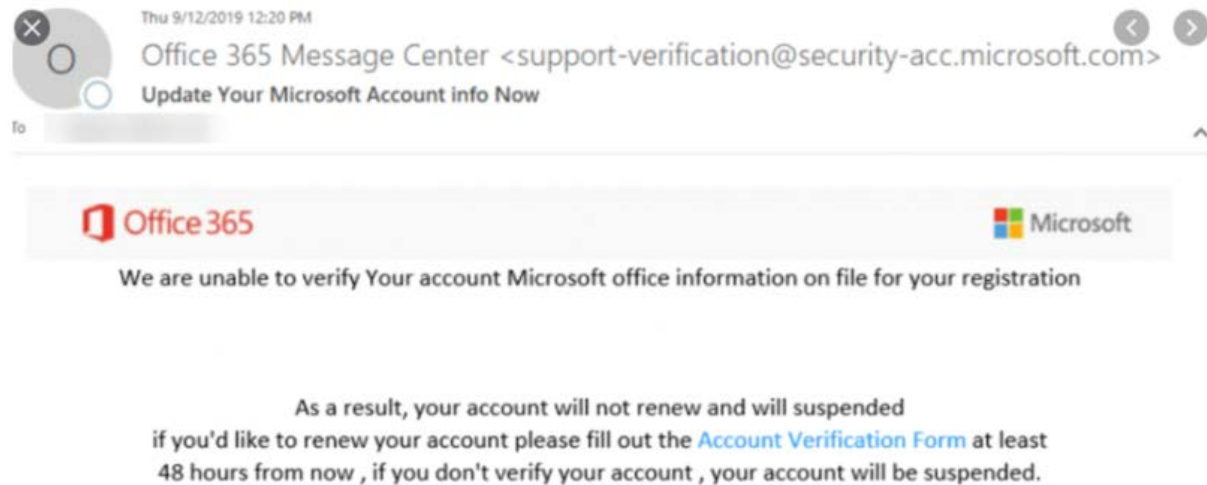 Thu 9/12/2019 12:20 PM
O
Office 365 Message Center <support-verification@security-acc.microsoft.com>
Update Your Microsoft Account info Now
To
Office 365
Microsoft
We are unable to verify Your account Microsoft office information on file for your registration
As a result, your account will not renew and will suspended
if you'd like to renew your account please fill out the Account Verification Form at least
48 hours from now , if you don't verify your account , your account will be suspended.